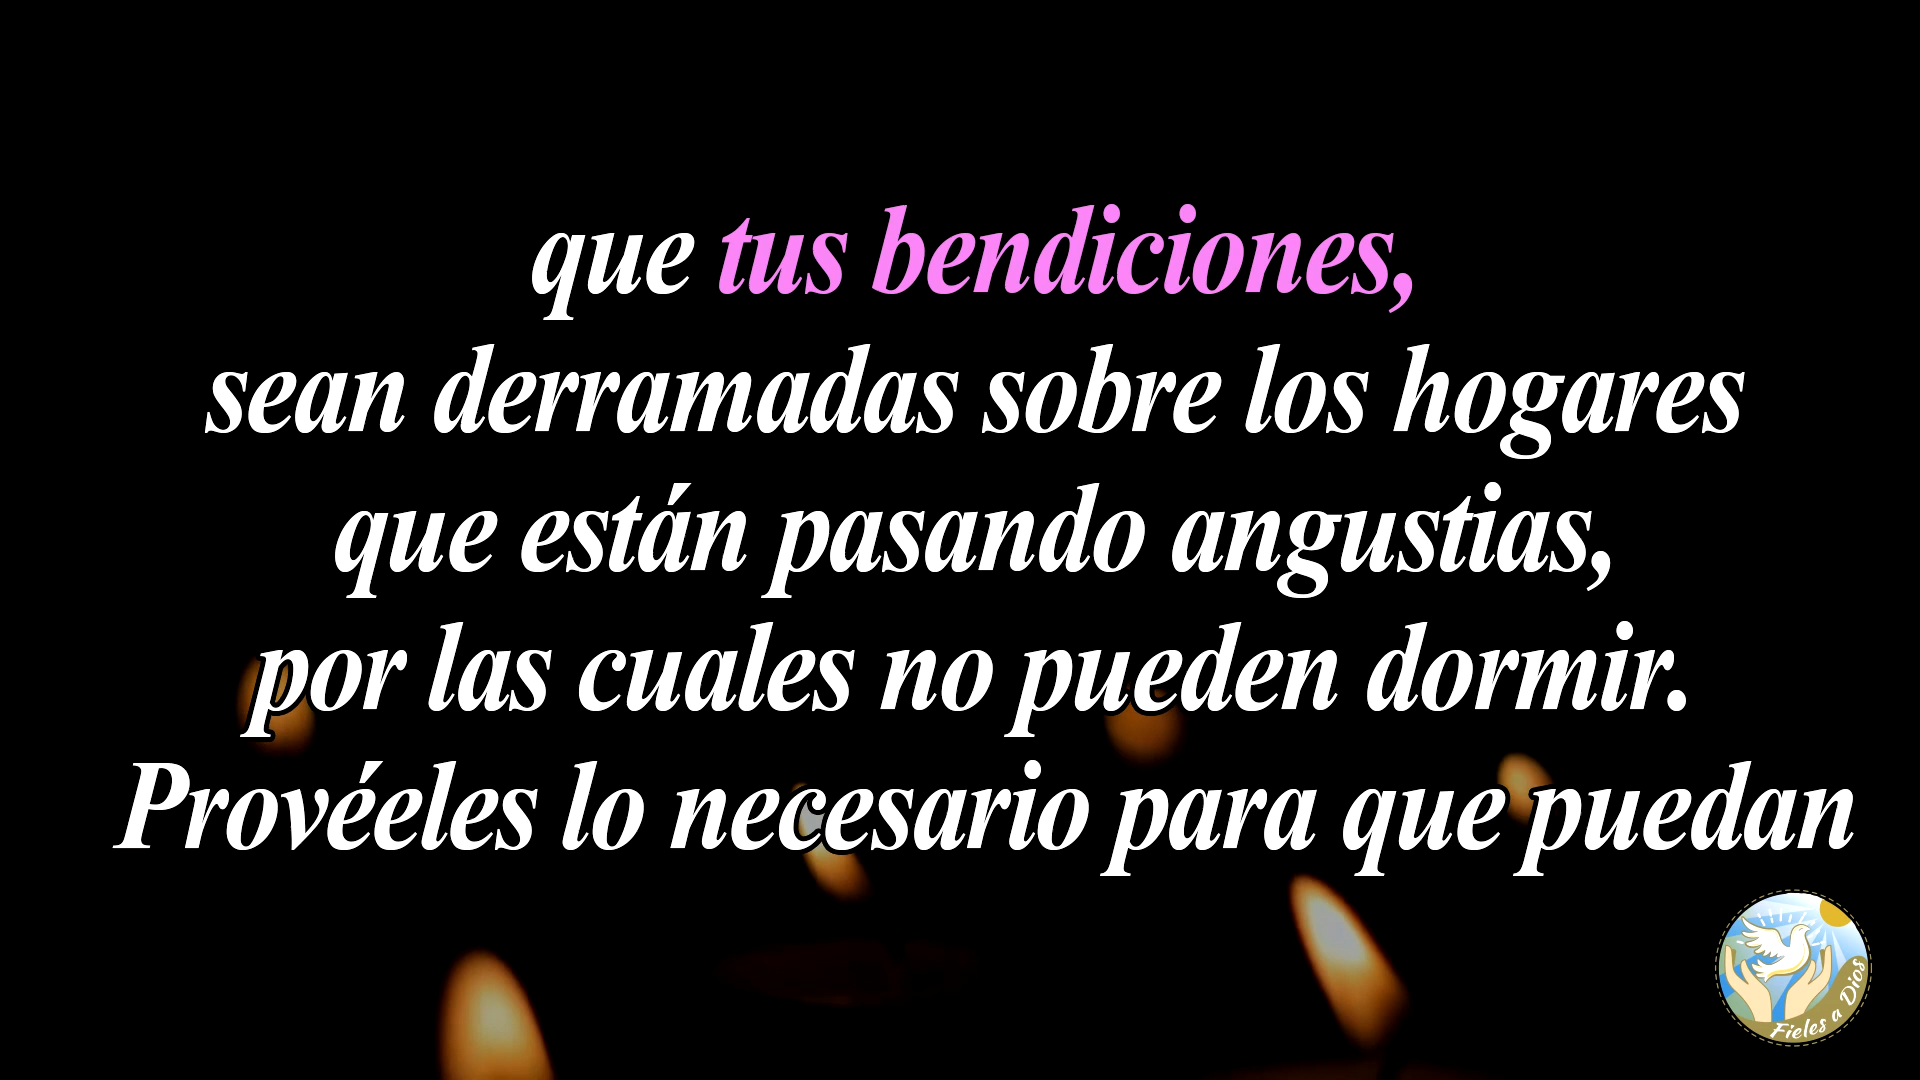 que tus bendiciones,
sean derramadas sobre los hogares
que están pasando angustias,
por las cuales no pueden dormir.
Provéeles lo necesario para que puedan
Fieles a Dios